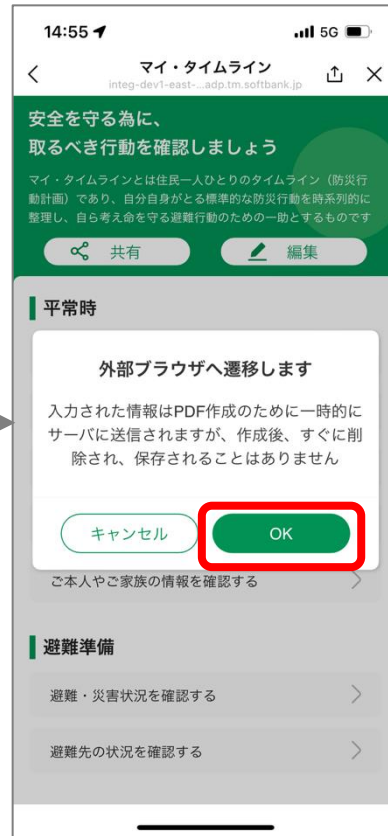 14:55
5G
マイ・タイムライン
integ-dev1-east-...adp.tm.softbank.jp
安全を守る為に、
取るべき行動を確認しましょう
マイ・タイムラインとは住民一人ひとりのタイムライン（防災行
動計画）であり、自分自身がとる標準的な防災行動を時系列的に
整理し、自ら考え命を守る避難行動のための一助とするものです
共有
編集
平常時
外部ブラウザへ遷移します
入力された情報はPDF作成のために一時的に
サーバに送信されますが、作成後、すぐに削
除され、保存されることはありません
キャンセル
OK
ご本人やご家族の情報を確認する
避難準備
避難・災害状況を確認する
避難先の状況を確認する